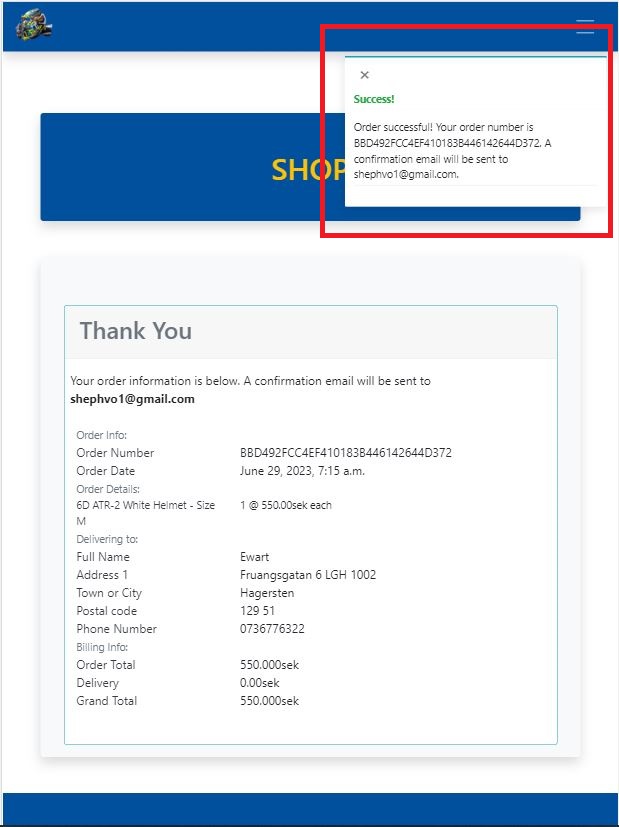 ×
Success!
Order successful! Your order number is
BBD492FCC4EF410183B446142644D372. A
confirmation email will be sent to
shephvo1@gmail.com.
SHOP
Thank You
Your order information is below. A confirmation email will be sent to
shephvo1@gmail.com
Order Info:
Order Number BBD492FCC4EF410183B446142644D372
Order Date June 29, 2023, 7:15 a.m.
Order Details:
6D ATR-2 White Helmet - Size 1 @ 550.00sek each
M
Delivering to:
Full Name Ewart
Address 1 Fruangsgatan 6 LGH 1002
Town or City Hagersten
Postal code 129 51
Phone Number 0736776322
Billing Info:
Order Total 550.000sek
Delivery 0.00sek
Grand Total 550.000sek